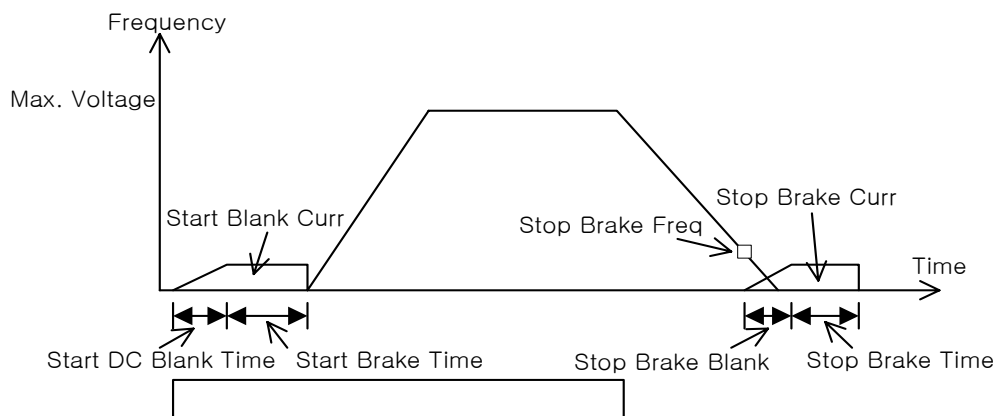 Frequency
Max. Voltage
Start Blank Curr
Stop Brake Curr
Stop Brake Freq
Time
Start DC Blank Time
Start Brake Time
Stop Brake Blank
Stop Brake Time